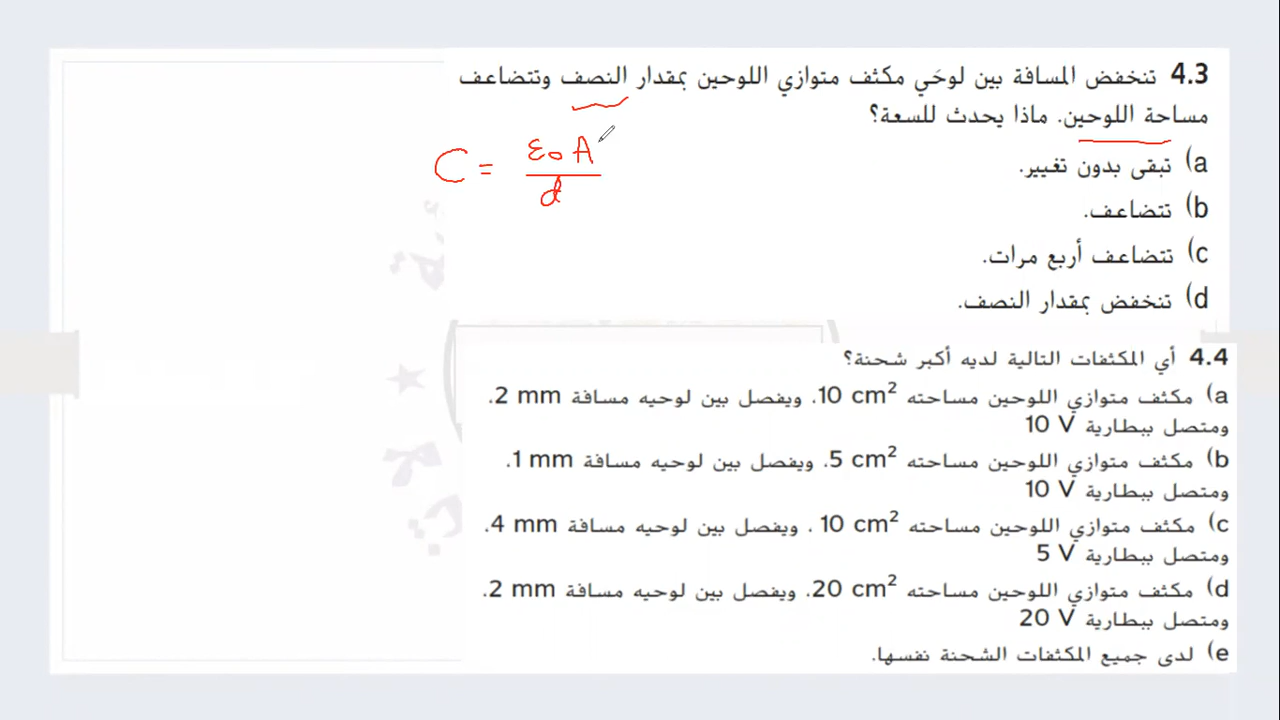 4.3 تنخفض المسافة بين لوحَي مكثف متوازي اللوحين بمقدار النصف وتتضاعف
مساحة اللوحين. ماذا يحدث للسعة؟
C = ε₀ A / d
a) تبقى بدون تغيير.
b) تتضاعف.
c) تتضاعف أربع مرات.
d) تنخفض بمقدار النصف.
4.4 أي المكثفات التالية لديه أكبر شحنة؟
a) مكثف متوازي اللوحين مساحته 10 cm². ويفصل بين لوحيه مسافة 2 mm.
ومتصل ببطارية 10 V
b) مكثف متوازي اللوحين مساحته 5 cm². ويفصل بين لوحيه مسافة 1 mm.
ومتصل ببطارية 10 V
c) مكثف متوازي اللوحين مساحته 10 cm² . ويفصل بين لوحيه مسافة 4 mm.
ومتصل ببطارية 5 V
d) مكثف متوازي اللوحين مساحته 20 cm². ويفصل بين لوحيه مسافة 2 mm.
ومتصل ببطارية 20 V
e) لدى جميع المكثفات الشحنة نفسها.